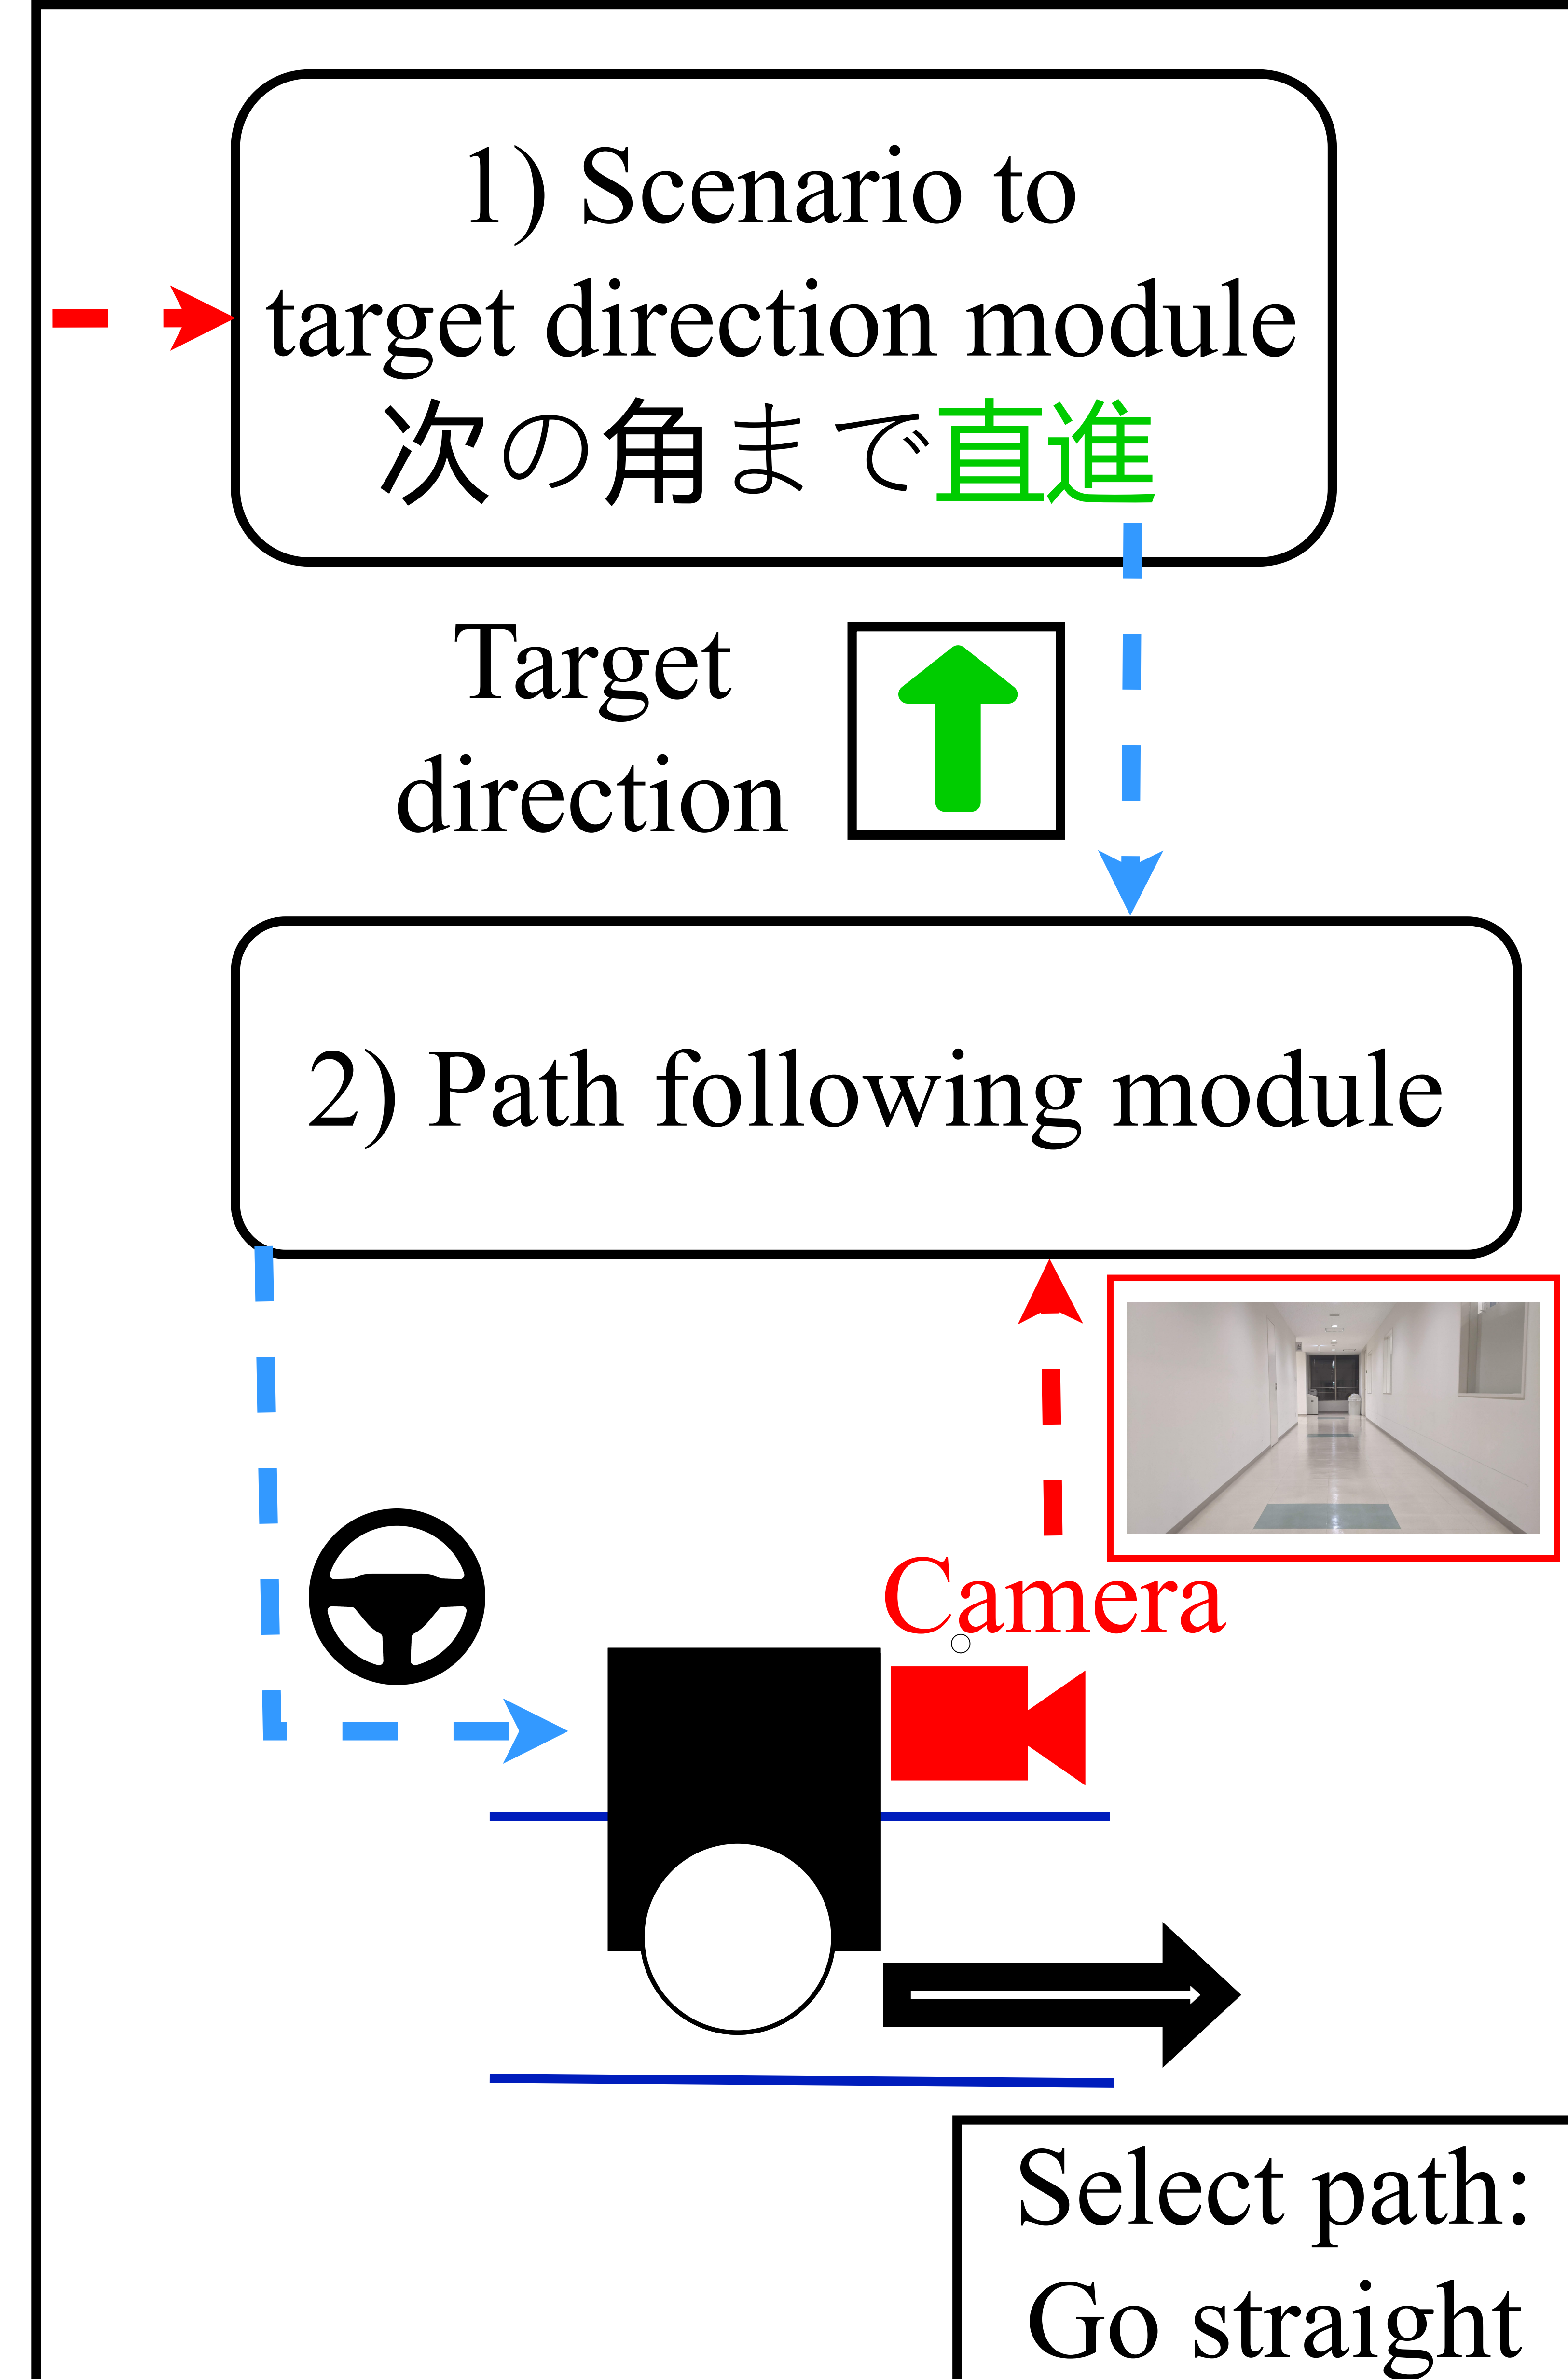 1) Scenario to
target direction module
次の角まで直進
Target
direction
2) Path following module
Camera
Select path:
Go straight